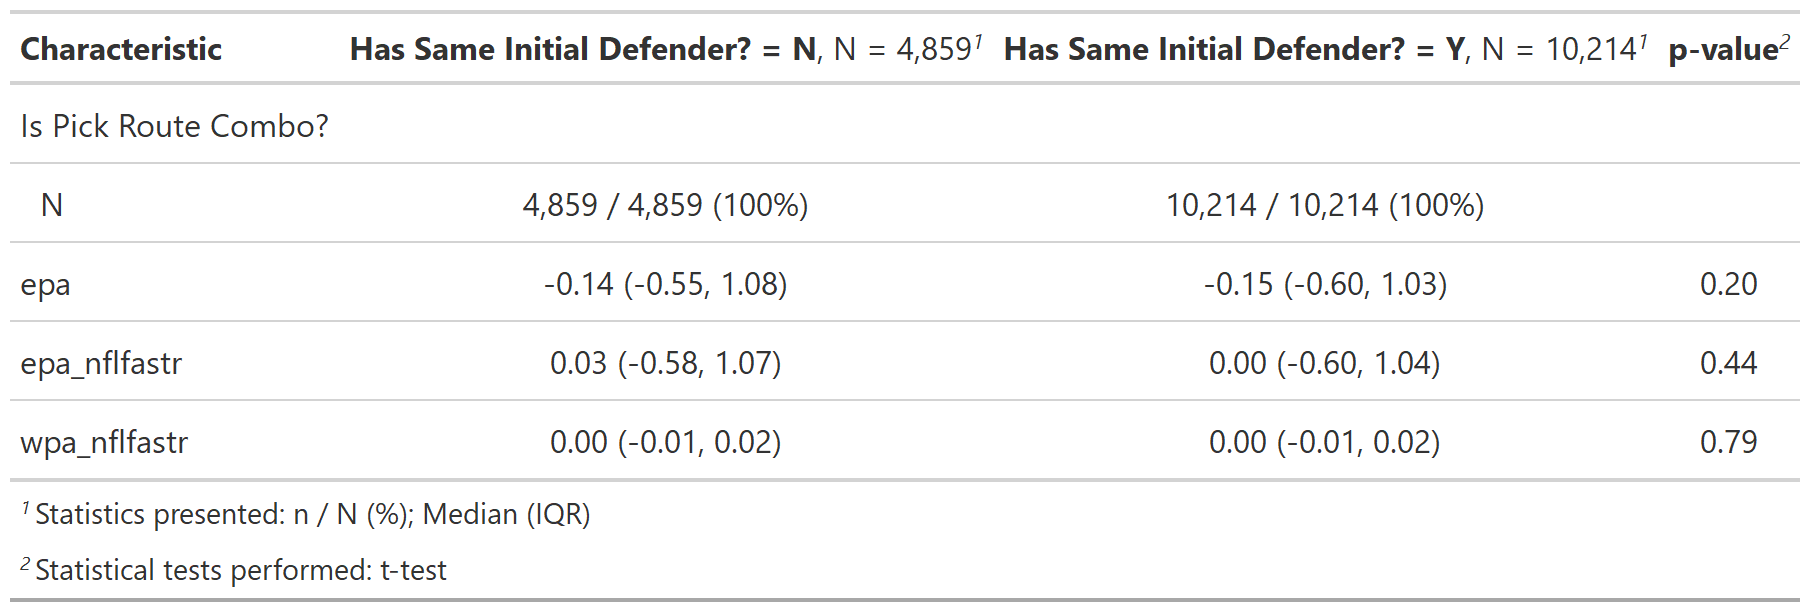 Characteristic Has Same Initial Defender? = N, N = 4,859¹ Has Same Initial Defender? = Y, N = 10,214¹ p-value²
Is Pick Route Combo?
N 4,859 / 4,859 (100%) 10,214 / 10,214 (100%)
epa -0.14 (-0.55, 1.08) -0.15 (-0.60, 1.03) 0.20
epa_nflfastr 0.03 (-0.58, 1.07) 0.00 (-0.60, 1.04) 0.44
wpa_nflfastr 0.00 (-0.01, 0.02) 0.00 (-0.01, 0.02) 0.79
¹ Statistics presented: n / N (%); Median (IQR)
² Statistical tests performed: t-test